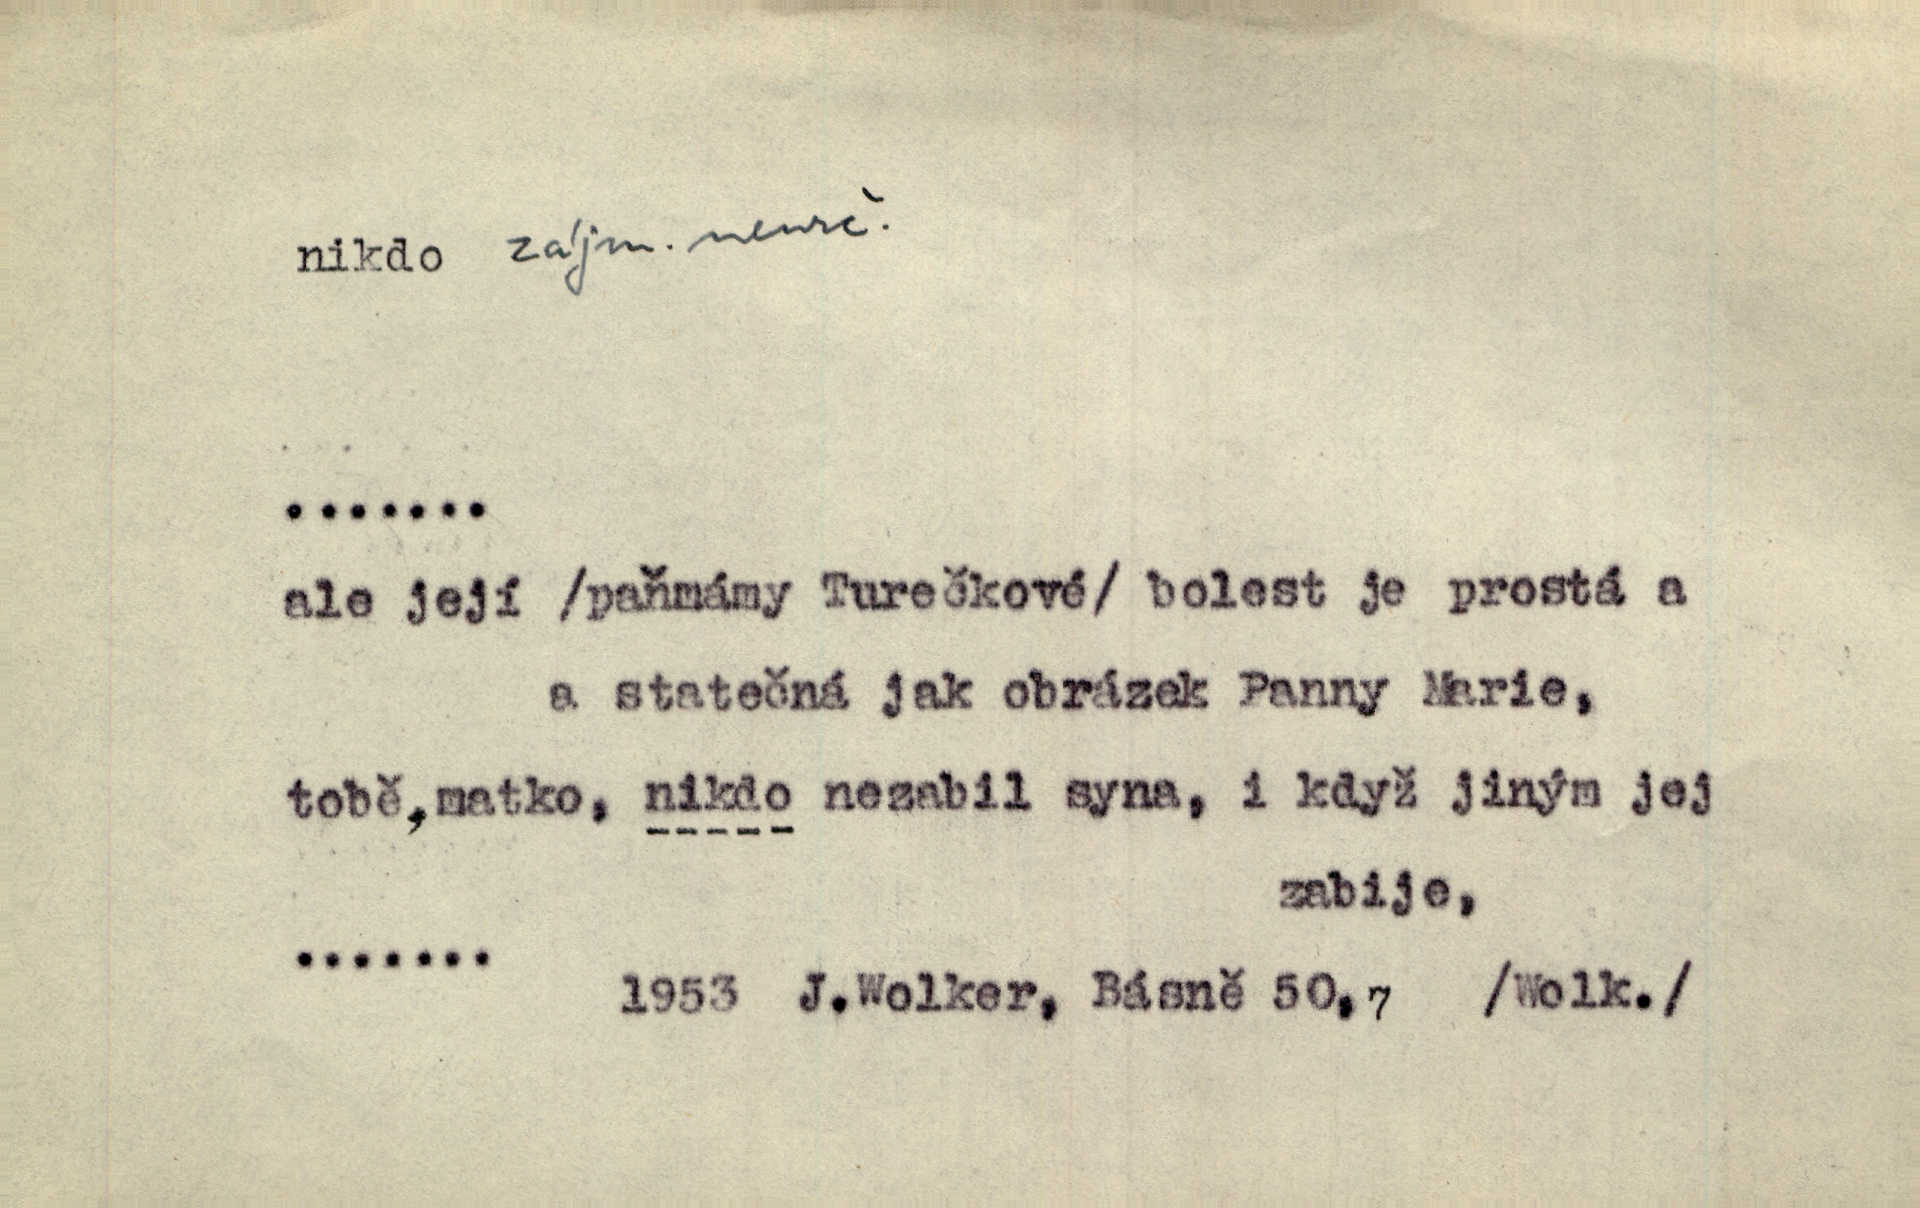 nikdo zájm. neurč.
.......
ale její /paňmámy Turečkové/ bolest je prostá a
a statečná jak obrázek Panny Marie,
tobě,matko, nikdo nezabil syna, i když jiným jej
zabije,
.......
1953 J.Wolker, Básně 50,7 /Wolk./